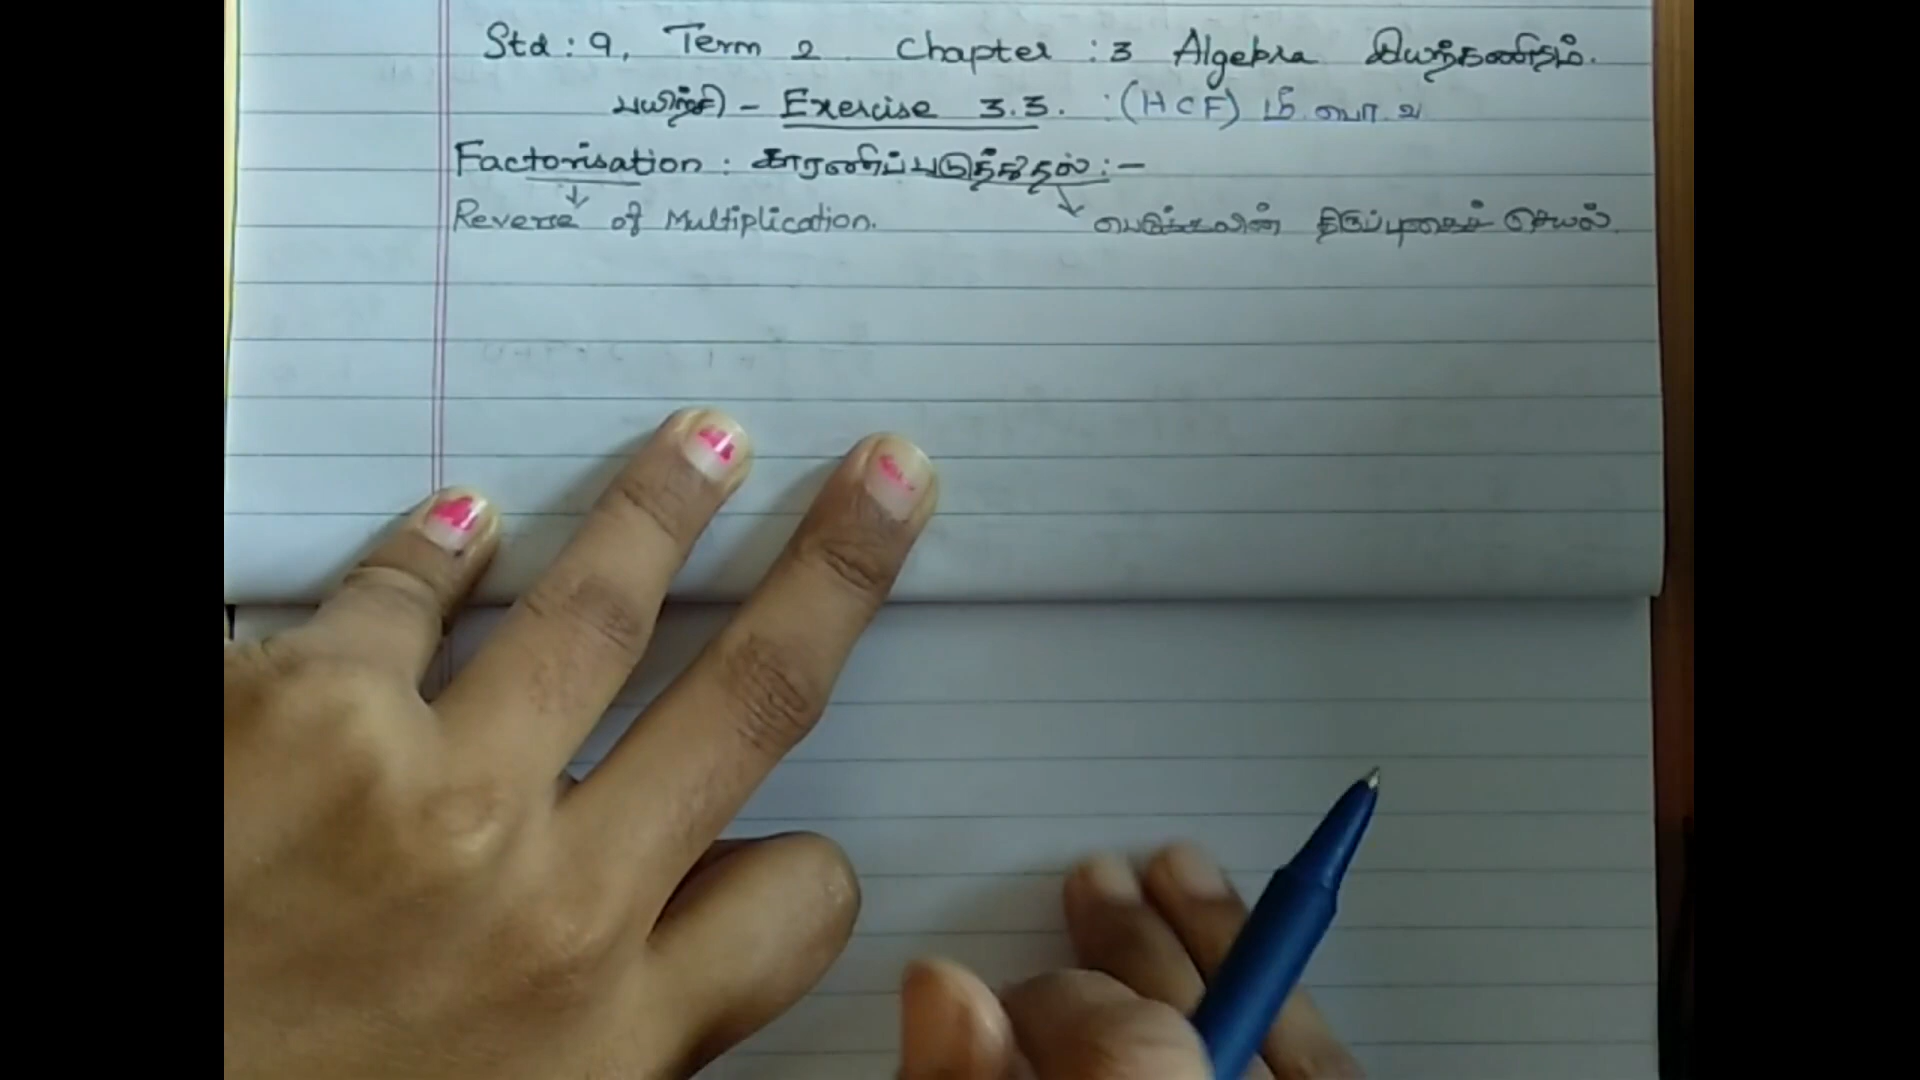 Std : 9, Term 2 Chapter : 3 Algebra இயற்கணிதம்.
பயிற்சி - Exercise 3.3. : (HCF) மீ பொ வ
Factorisation : காரணிப்படுத்துதல் :-
Reverse of Multiplication. பெருக்கலின் திருப்புகைச் செயல்.